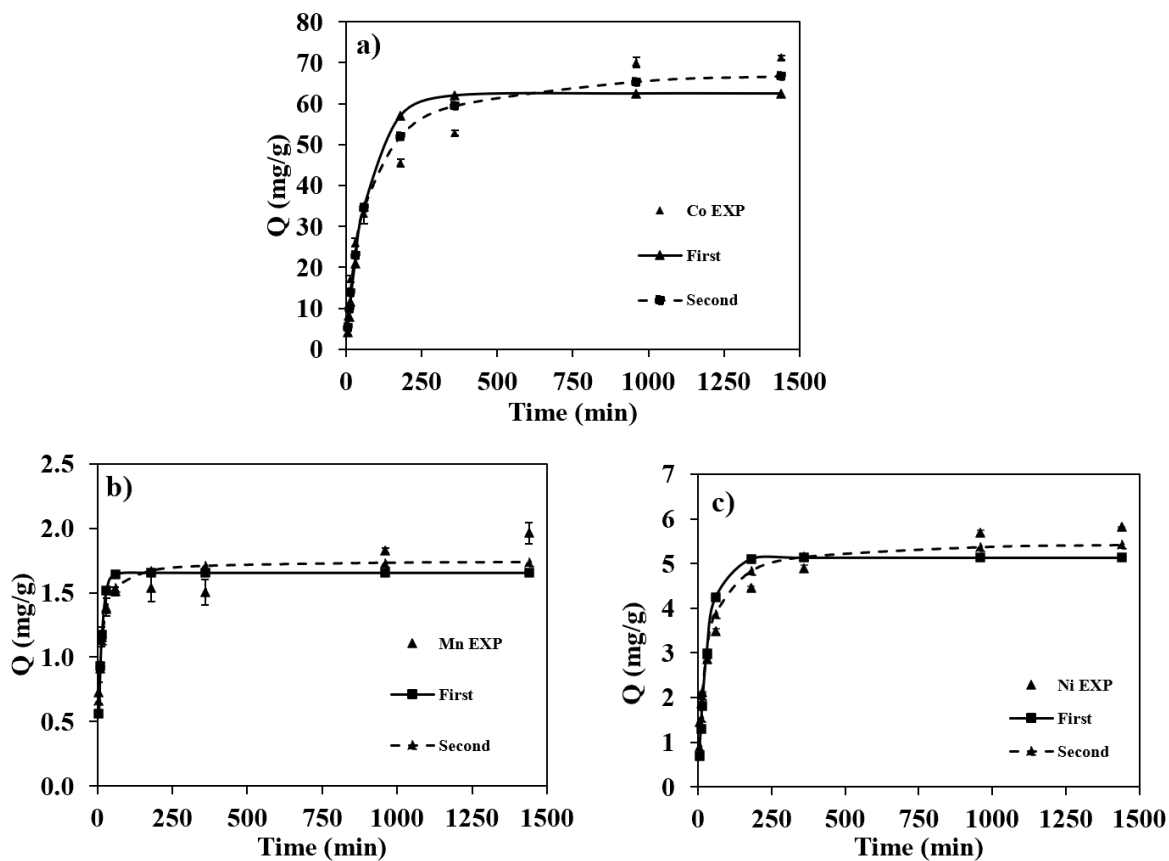 a)
80
70
60
50
40
30
20
10
0
Q (mg/g)
Co EXP
First
Second
0 250 500 750 1000 1250 1500
Time (min)
b)
2.5
2.0
1.5
1.0
0.5
0.0
Q (mg/g)
Mn EXP
First
Second
0 250 500 750 1000 1250 1500
Time (min)
c)
7
6
5
4
3
2
1
0
Q (mg/g)
Ni EXP
First
Second
0 250 500 750 1000 1250 1500
Time (min)